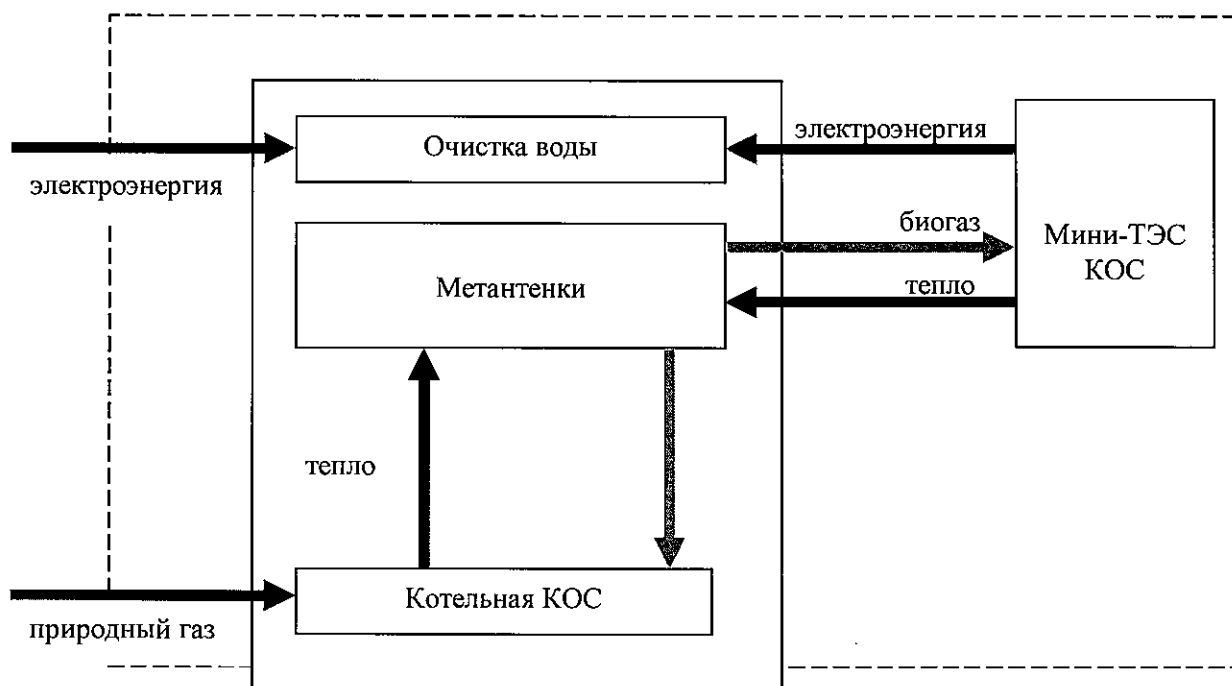 Очистка воды
электроэнергия
электроэнергия
биогаз
Мини-ТЭС
КОС
Метантенки
тепло
тепло
Котельная КОС
природный газ